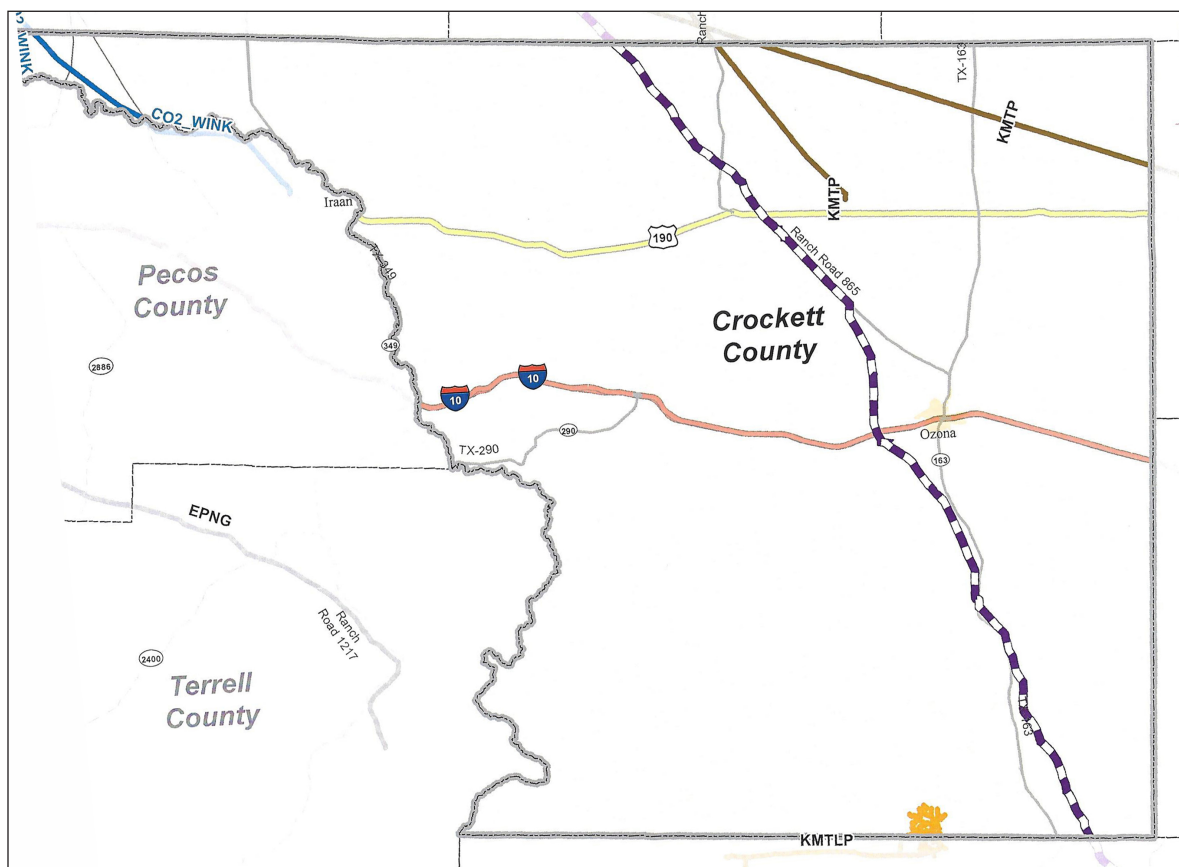 WINK
Ranch
TX-163
CO2_WINK
KMTP
KMTP
Iraan
190
Ranch Road 865
TX-349
Pecos
County
Crockett
County
349
2886
10
10
290
Ozona
TX-290
163
EPNG
Ranch
Road 1217
2400
Terrell
County
163
KMTLP